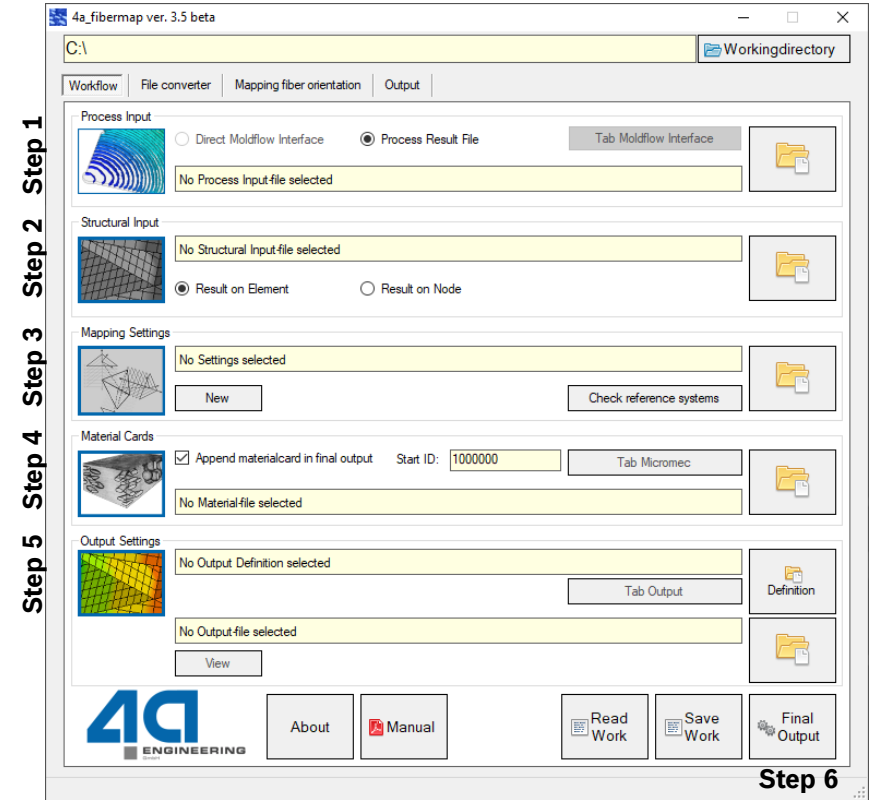 4a_fibermap ver. 3.5 beta
C:\
Workingdirectory
Workflow File converter Mapping fiber orientation Output
Step 1
Process Input
Direct Moldflow Interface Process Result File Tab Moldflow Interface
No Process Input-file selected
Step 2
Structural Input
No Structural Input-file selected
Result on Element Result on Node
Step 3
Mapping Settings
No Settings selected
New Check reference systems
Step 4
Material Cards
Append materialcard in final output Start ID: 1000000 Tab Micromec
No Material-file selected
Step 5
Output Settings
No Output Definition selected
Tab Output
Definition
No Output-file selected
View
4a
ENGINEERING
GmbH
About
Manual
Read
Work
Save
Work
Final
Output
Step 6